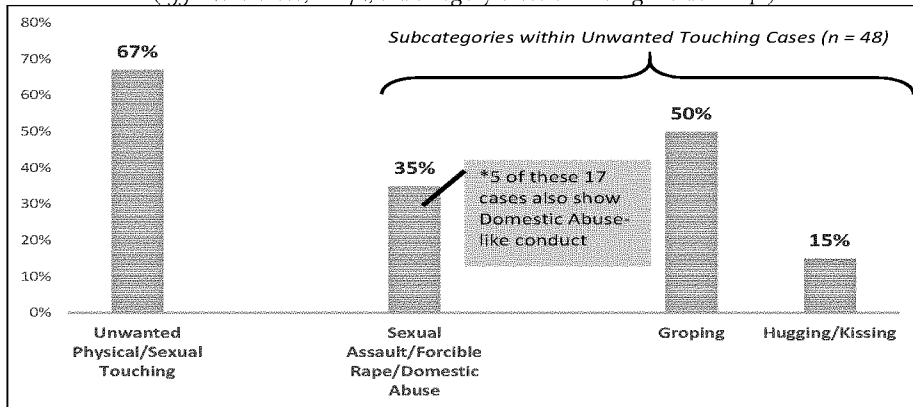 80%
Subcategories within Unwanted Touching Cases (n = 48)
67%
70%
60%
50%
50%
40%
35%
*5 of these 17
cases also show
Domestic Abuse-
like conduct
30%
20%
15%
10%
0%
Unwanted
Physical/Sexual
Touching
Sexual
Assault/Forcible
Rape/Domestic
Abuse
Groping
Hugging/Kissing